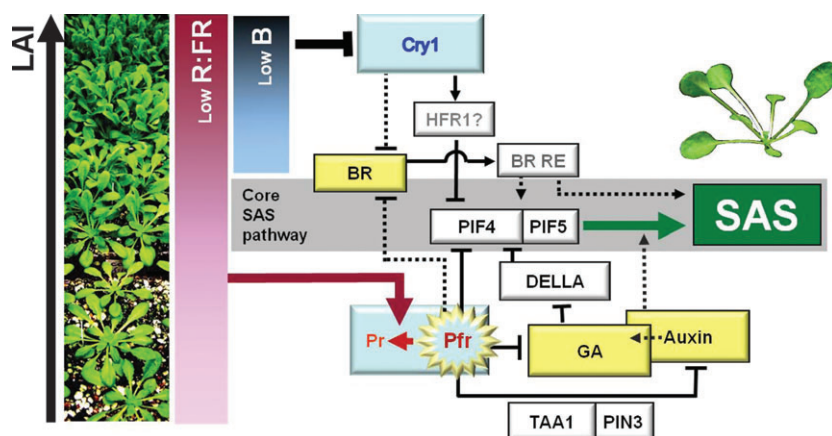 LAI
Low R:FR
Low B
Cry1
HFR1?
BR
BR RE
Core
SAS
pathway
PIF4
PIF5
SAS
DELLA
Pr
Pfr
GA
Auxin
TAA1
PIN3